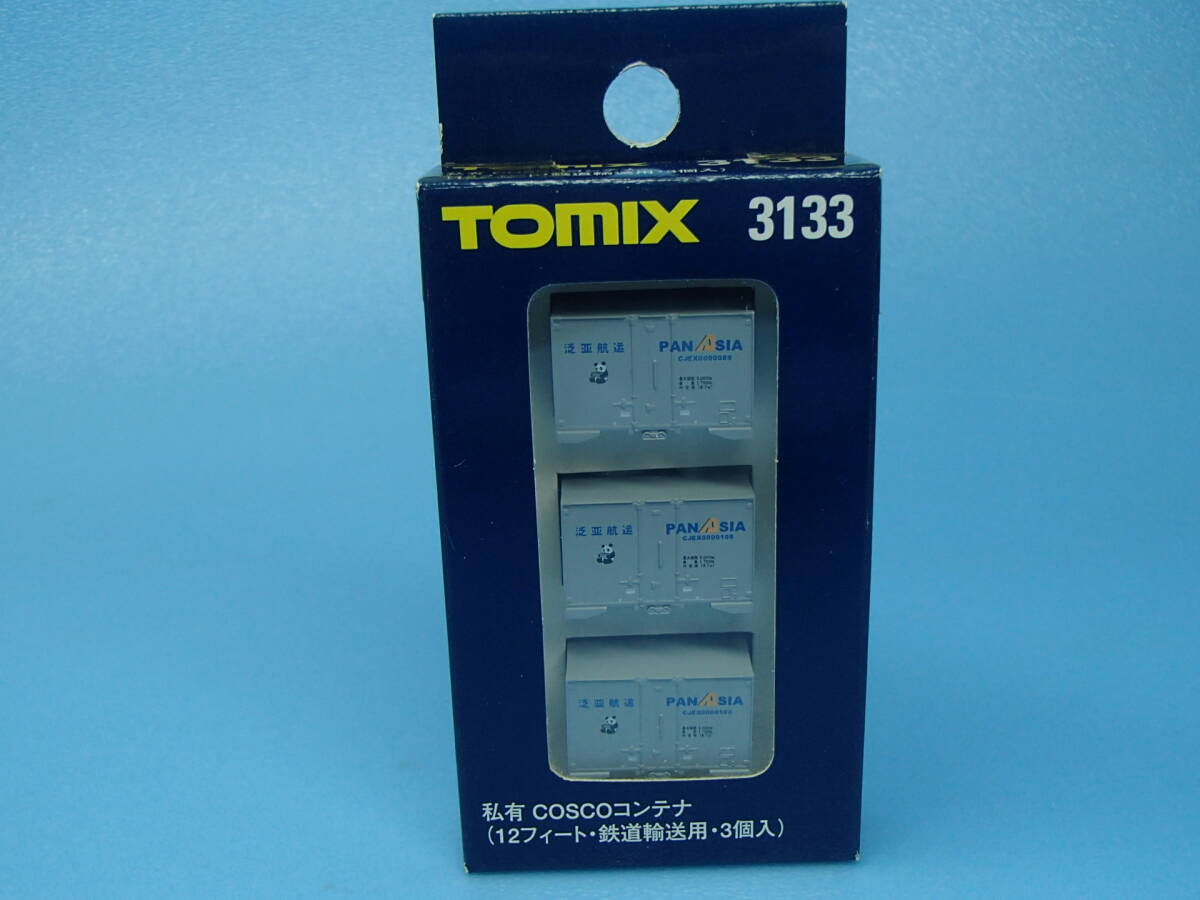 TOMIX 3133
泛亚航运 PANASIA
CJEX0000089
泛亚航运 PANASIA
CJEX0000109
泛亚航运 PANASIA
私有 COSCOコンテナ
(12フィート・鉄道輸送用・3個入)